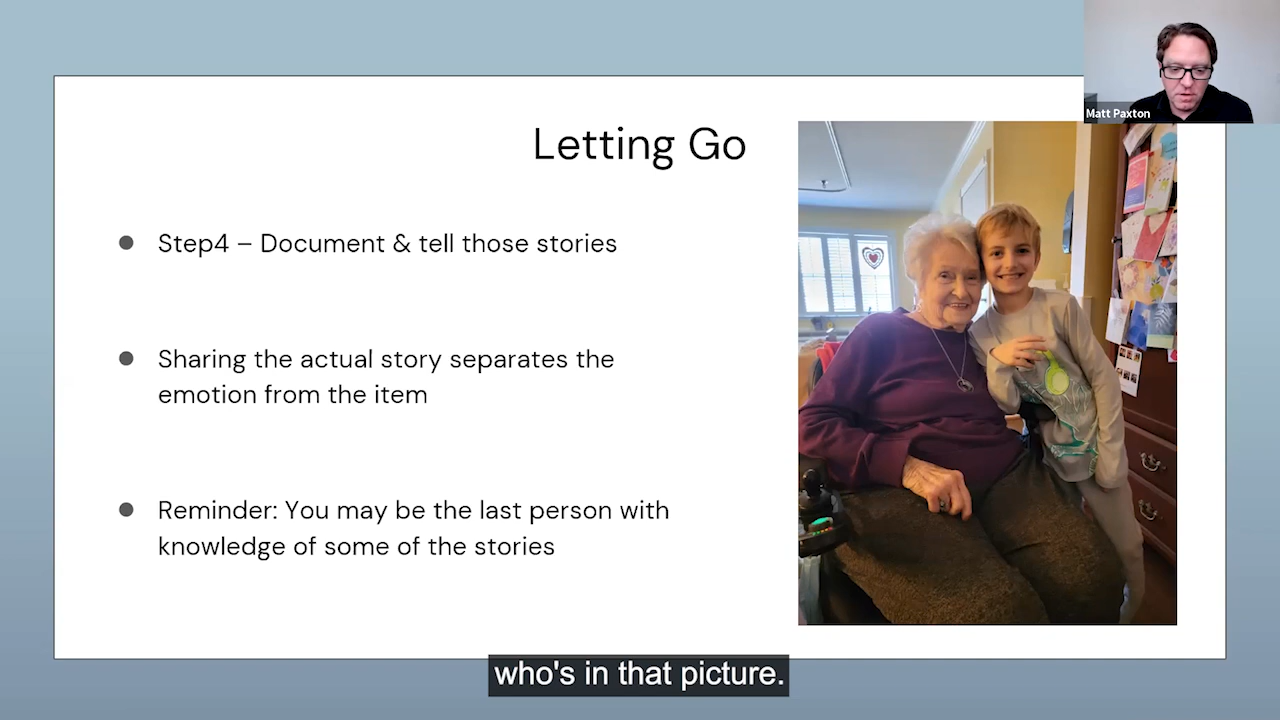 Matt Paxton
Letting Go
Step4 – Document & tell those stories
Sharing the actual story separates the
emotion from the item
Reminder: You may be the last person with
knowledge of some of the stories
who's in that picture.